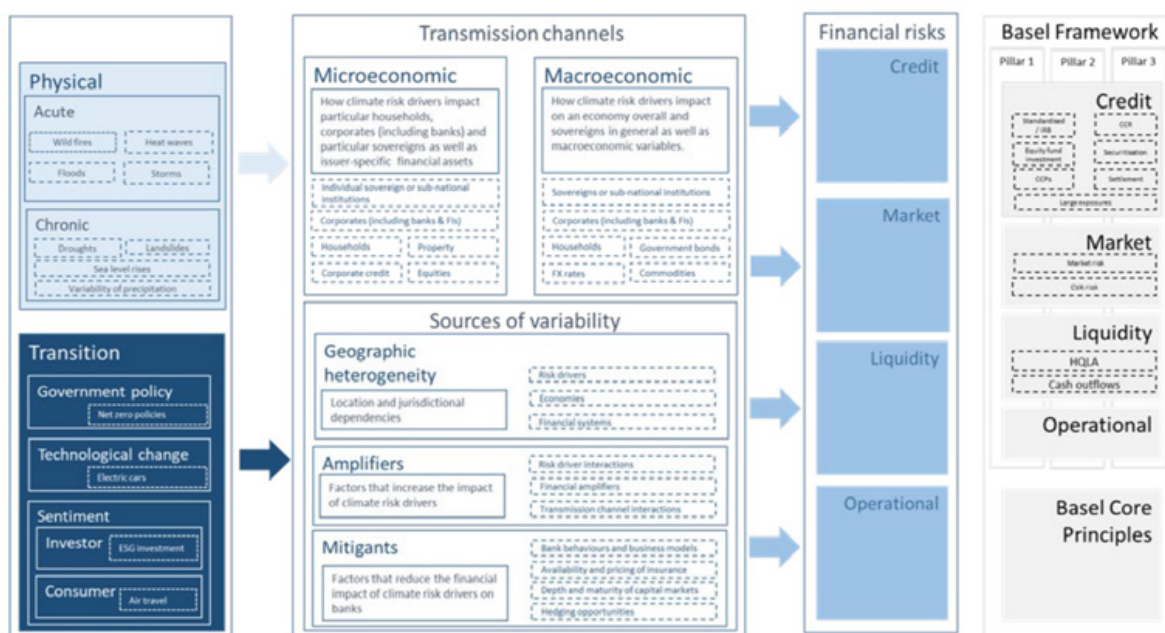 Physical
Acute
Wild fires
Heat waves
Floods
Storms
Chronic
Droughts
Landslides
Sea level rises
Variability of precipitation
Transition
Government policy
Net zero policies
Technological change
Electric cars
Sentiment
Investor
ESG investment
Consumer
Air travel
Transmission channels
Microeconomic
How climate risk drivers impact
particular households,
corporates (including banks) and
particular sovereigns as well as
issuer-specific financial assets
Individual sovereign or sub-national
institutions
Corporates (including banks & FIs)
Households
Property
Corporate credit
Equities
Macroeconomic
How climate risk drivers impact
on an economy overall and
sovereigns in general as well as
macroeconomic variables.
Sovereigns or sub-national institutions
Corporates (including banks & FIs)
Households
Government bonds
FX rates
Commodities
Sources of variability
Geographic
heterogeneity
Location and jurisdictional
dependencies
Risk drivers
Economies
Financial systems
Amplifiers
Factors that increase the impact
of climate risk drivers
Risk driver interactions
Financial amplifiers
Transmission channel interactions
Mitigants
Factors that reduce the financial
impact of climate risk drivers on
banks
Bank behaviours and business models
Availability and pricing of insurance
Depth and maturity of capital markets
Hedging opportunities
Financial risks
Credit
Market
Liquidity
Operational
Basel Framework
Pillar 1
Pillar 2
Pillar 3
Credit
Standardised
/ IRB
CCR
Equity fund
investment
Securitisation
CCPs
Settlement
Large exposures
Market
Market risk
CVA risk
Liquidity
HQLA
Cash outflows
Operational
Basel Core
Principles